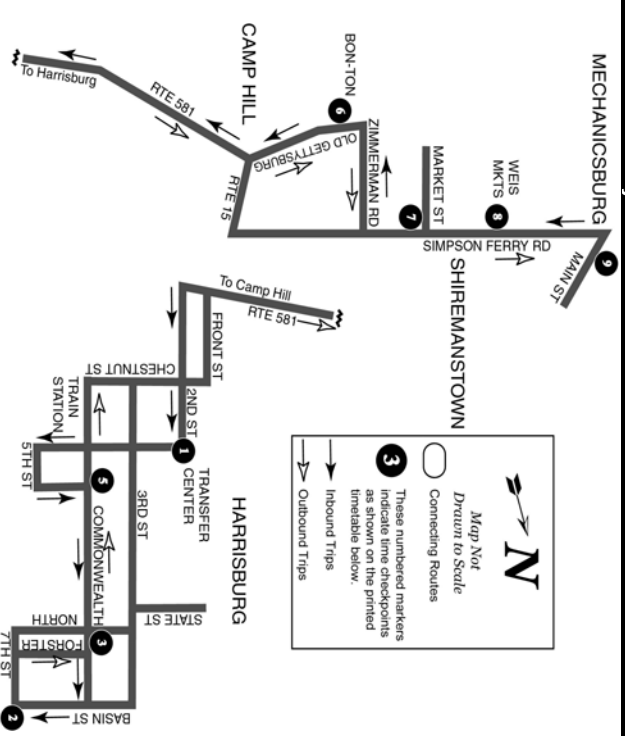 MECHANICSBURG
9
MAIN ST
WEIS
MKTS
8
SIMPSON FERRY RD
MARKET ST
7
SHIREMANSTOWN
ZIMMERMAN RD
BON-TON
6
OLD GETTYSBURG
CAMP HILL
RTE 15
RTE 581
To Harrisburg
To Camp Hill
RTE 581
FRONT ST
CHESTNUT ST
2ND ST
1
TRANSFER
CENTER
HARRISBURG
TRAIN
STATION
5TH ST
5
3RD ST
COMMONWEALTH
STATE ST
NORTH
FORSTER
3
7TH ST
BASIN ST
2
N
Map Not
Drawn to Scale
Connecting Routes
3
These numbered markers
indicate time checkpoints
as shown on the printed
timetable below.
Inbound Trips
Outbound Trips